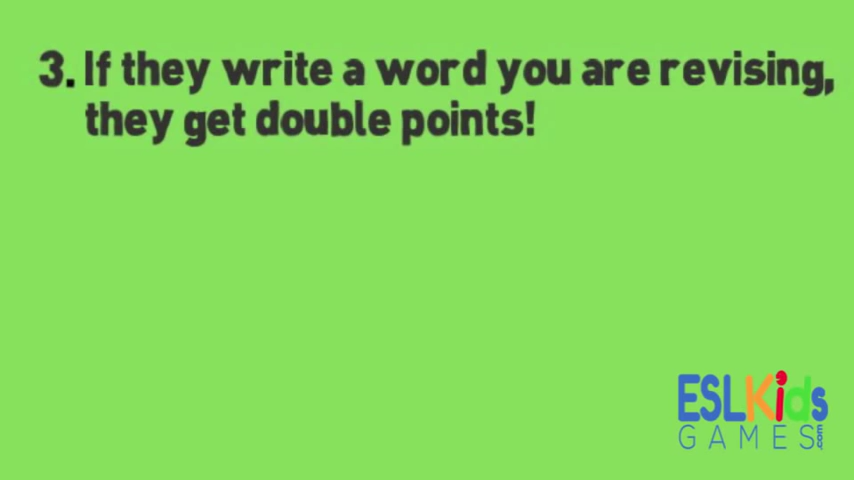 3. If they write a word you are revising,
they get double points!
ESLKids
GAMES.com